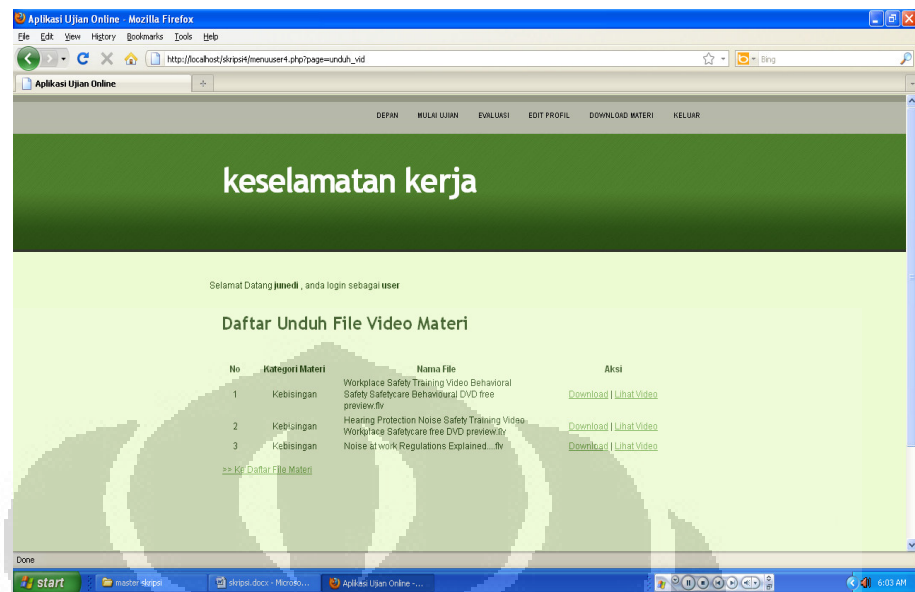 Aplikasi Ujian Online - Mozilla Firefox
File Edit View History Bookmarks Tools Help
http://localhost/skripsi4/menuuser4.php?page=unduh_vid
Bing
Aplikasi Ujian Online
DEPAN MULAI UJIAN EVALUASI EDIT PROFIL DOWNLOAD MATERI KELUAR
keselamatan kerja
Selamat Datang junedi , anda login sebagai user
Daftar Unduh File Video Materi
No Kategori Materi Nama File Aksi
Workplace Safety Training Video Behavioral
1 Kebisingan Safety Safetycare Behavioural DVD free Download | Lihat Video
preview.flv
Hearing Protection Noise Safety Training Video
2 Kebisingan Workplace Safetycare free DVD preview.flv Download | Lihat Video
3 Kebisingan Noise at work Regulations Explained....flv Download | Lihat Video
>> Ke Daftar File Materi
Done
start master skripsi skripsi.docx - Microso... Aplikasi Ujian Online -... 6:03 AM